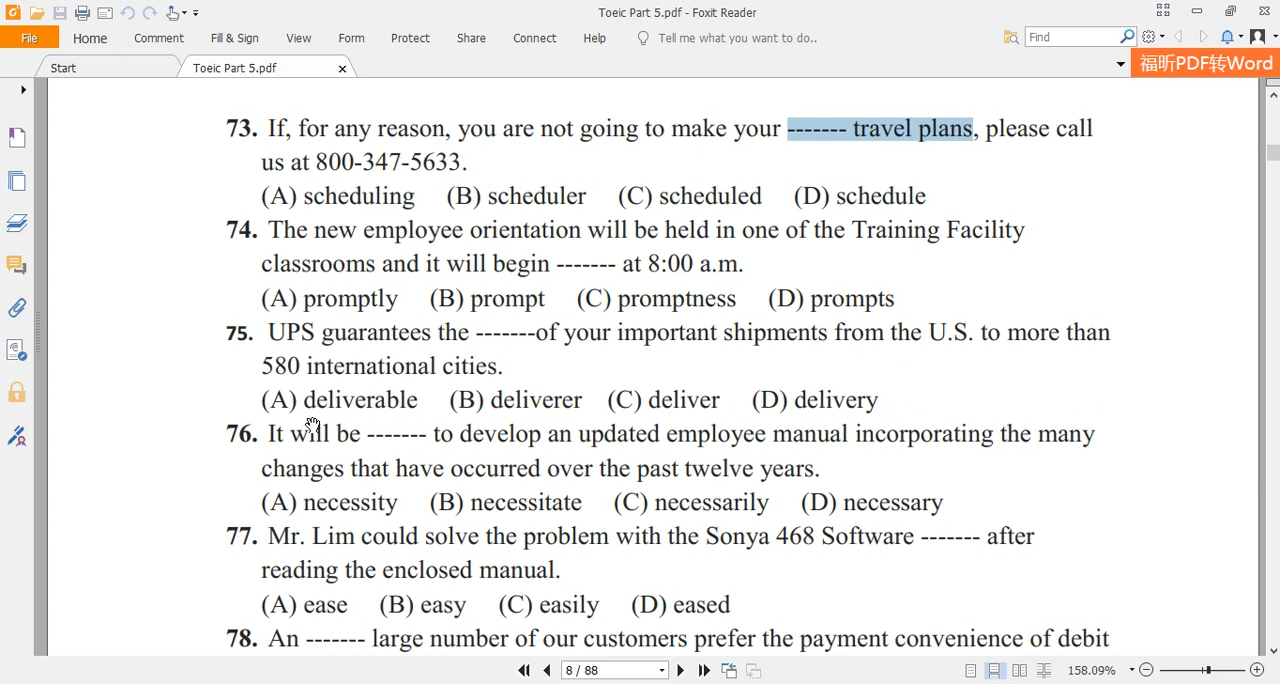 Toeic Part 5.pdf - Foxit Reader
File Home Comment Fill & Sign View Form Protect Share Connect Help Tell me what you want to do.. Find
Start Toeic Part 5.pdf 福昕PDF转Word
73. If, for any reason, you are not going to make your ------- travel plans, please call
us at 800-347-5633.
(A) scheduling (B) scheduler (C) scheduled (D) schedule
74. The new employee orientation will be held in one of the Training Facility
classrooms and it will begin ------- at 8:00 a.m.
(A) promptly (B) prompt (C) promptness (D) prompts
75. UPS guarantees the -------of your important shipments from the U.S. to more than
580 international cities.
(A) deliverable (B) deliverer (C) deliver (D) delivery
76. It will be ------- to develop an updated employee manual incorporating the many
changes that have occurred over the past twelve years.
(A) necessity (B) necessitate (C) necessarily (D) necessary
77. Mr. Lim could solve the problem with the Sonya 468 Software ------- after
reading the enclosed manual.
(A) ease (B) easy (C) easily (D) eased
78. An ------- large number of our customers prefer the payment convenience of debit
8 / 88 158.09%